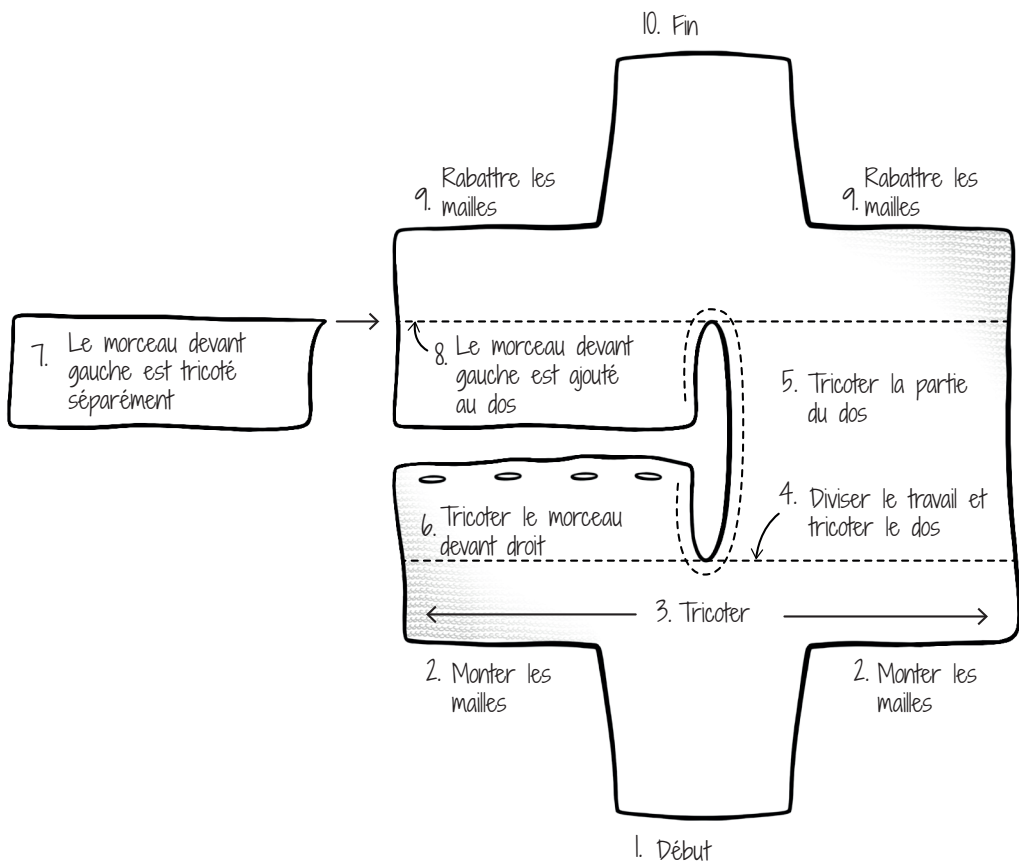 10. Fin
9. Rabattre les
mailles
9. Rabattre les
mailles
7. Le morceau devant
gauche est tricoté
séparément
8. Le morceau devant
gauche est ajouté
au dos
5. Tricoter la partie
du dos
4. Diviser le travail et
tricoter le dos
6. Tricoter le morceau
devant droit
3. Tricoter
2. Monter les
mailles
2. Monter les
mailles
1. Début